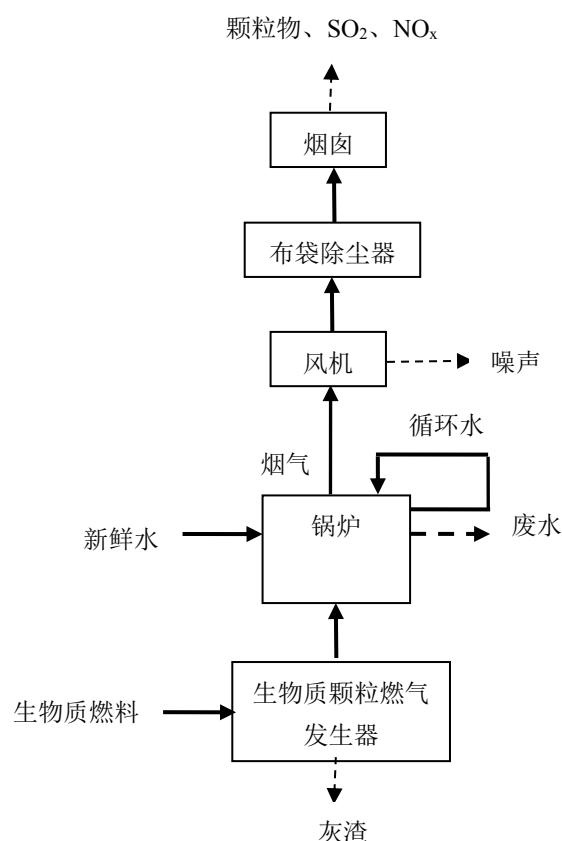 颗粒物、SO₂、NOₓ
烟囱
布袋除尘器
风机
噪声
循环水
烟气
锅炉
新鲜水
废水
生物质颗粒燃气
发生器
生物质燃料
灰渣